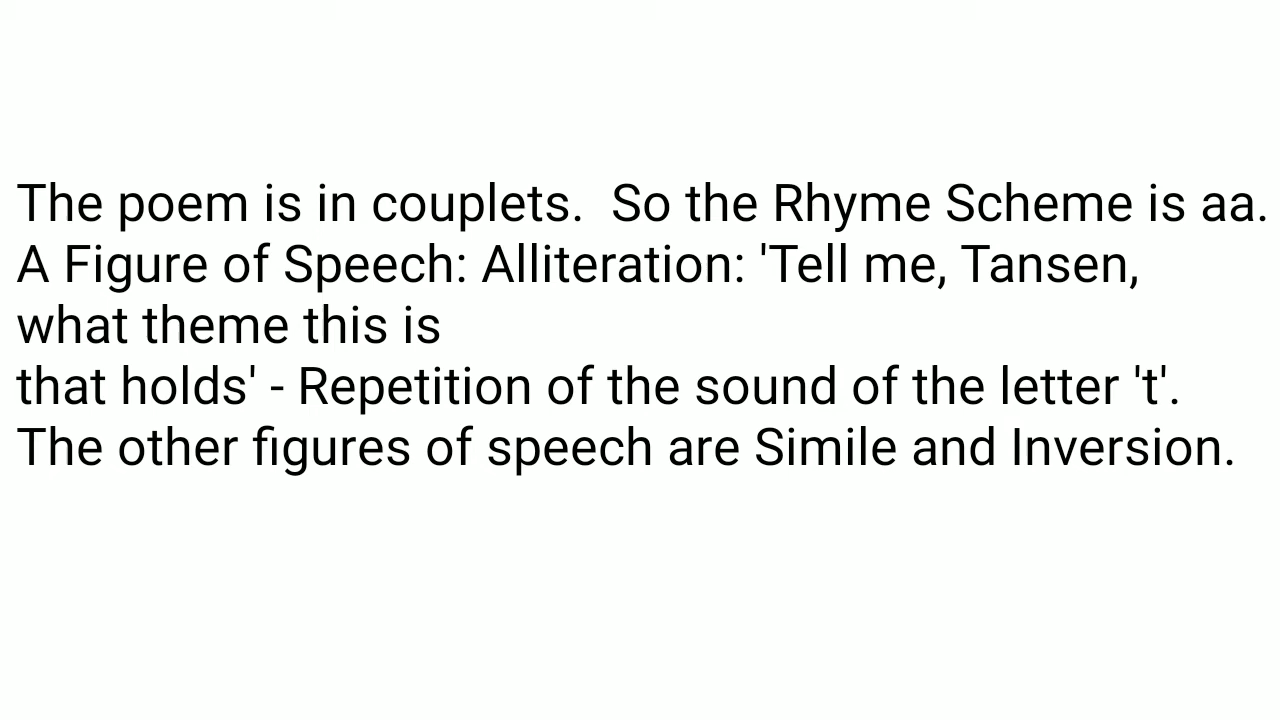 The poem is in couplets.  So the Rhyme Scheme is aa.
A Figure of Speech: Alliteration: 'Tell me, Tansen,
what theme this is
that holds' - Repetition of the sound of the letter 't'.
The other figures of speech are Simile and Inversion.